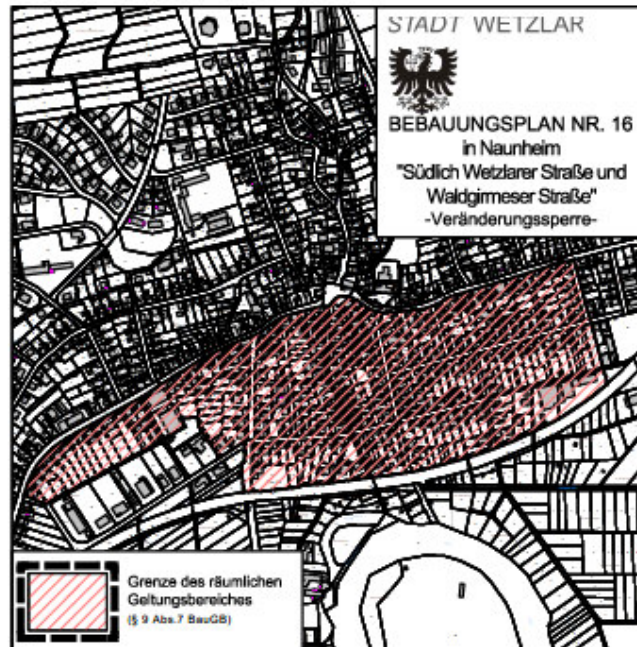 STADT WETZLAR
BEBAUUNGSPLAN NR. 16
in Naunheim
"Südlich Wetzlarer Straße und
Waldgirmeser Straße"
-Veränderungssperre-
Grenze des räumlichen
Geltungsbereiches
(§ 9 Abs.7 BauGB)